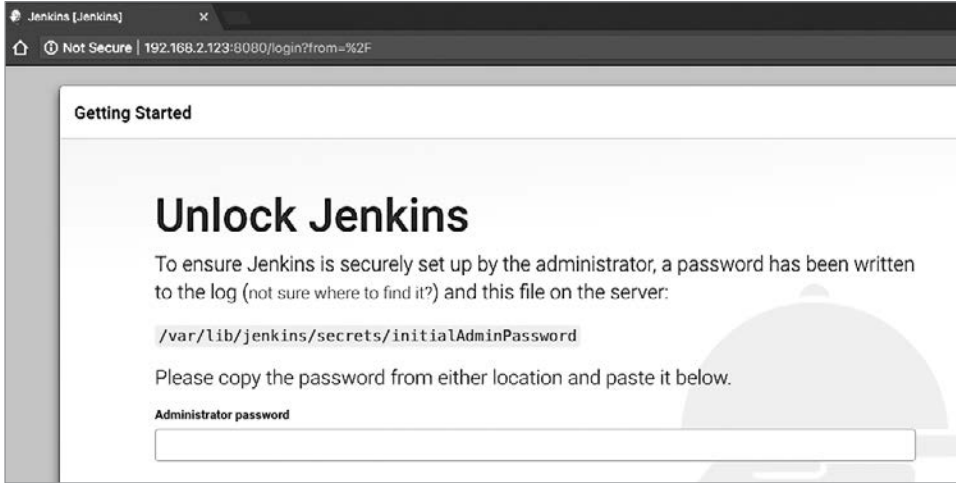 Jenkins [Jenkins]
Not Secure | 192.168.2.123:8080/login?from=%2F
Getting Started
Unlock Jenkins
To ensure Jenkins is securely set up by the administrator, a password has been written
to the log (not sure where to find it?) and this file on the server:
/var/lib/jenkins/secrets/initialAdminPassword
Please copy the password from either location and paste it below.
Administrator password